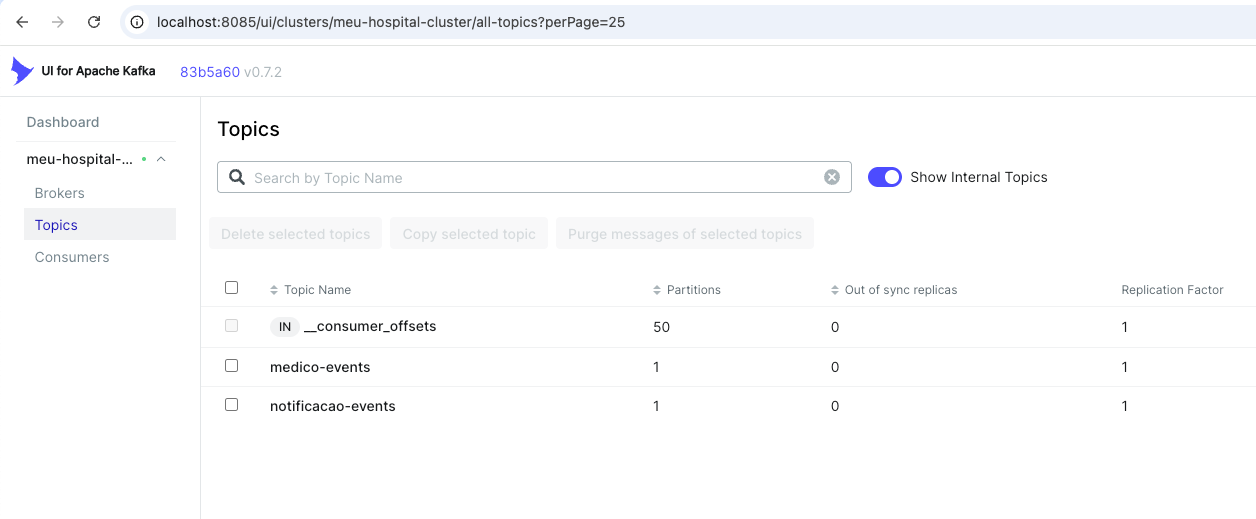 localhost:8085/ui/clusters/meu-hospital-cluster/all-topics?perPage=25
UI for Apache Kafka 83b5a60 v0.7.2
Dashboard
meu-hospital-...
Brokers
Topics
Consumers
Topics
Search by Topic Name
Show Internal Topics
Delete selected topics Copy selected topic Purge messages of selected topics
Topic Name Partitions Out of sync replicas Replication Factor
IN __consumer_offsets 50 0 1
medico-events 1 0 1
notificacao-events 1 0 1